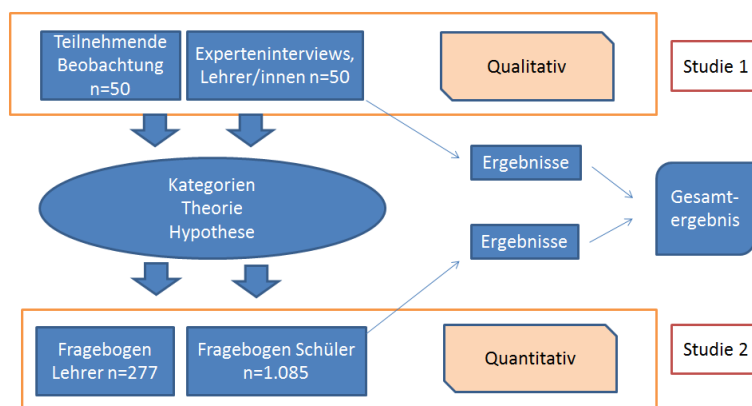 Teilnehmende
Beobachtung
n=50
Experteninterviews,
Lehrer/innen n=50
Qualitativ
Studie 1
Kategorien
Theorie
Hypothese
Ergebnisse
Ergebnisse
Gesamt-
ergebnis
Fragebogen
Lehrer n=277
Fragebogen Schüler
n=1.085
Quantitativ
Studie 2